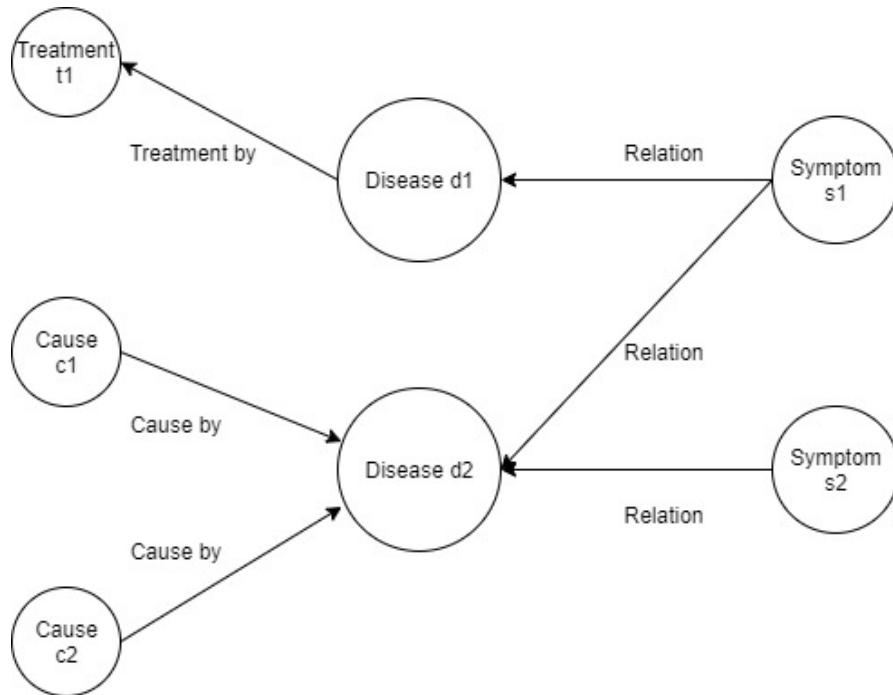 Treatment
t1
Treatment by
Disease d1
Relation
Symptom
s1
Cause
c1
Cause by
Relation
Disease d2
Symptom
s2
Relation
Cause by
Cause
c2